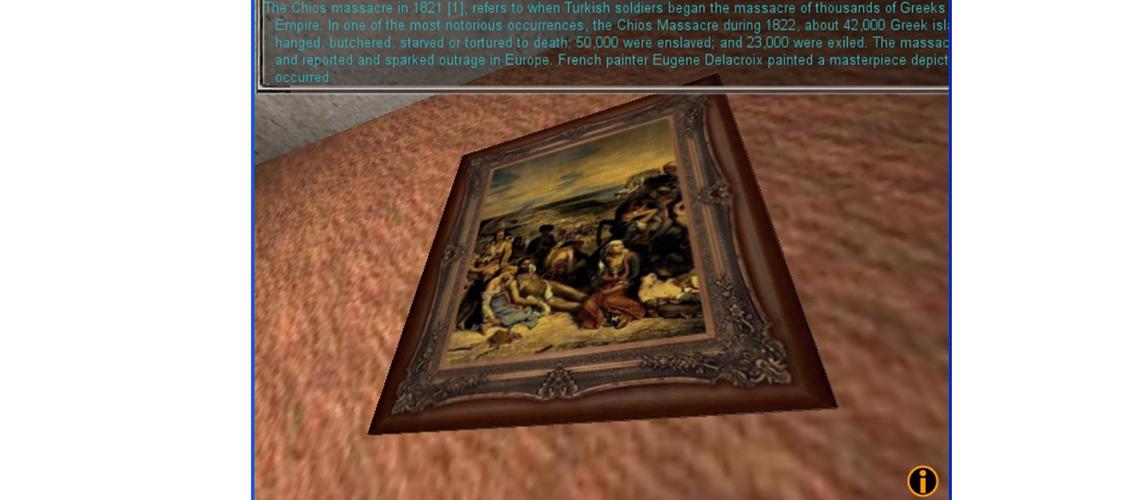 The Chios massacre in 1821 [1], refers to when Turkish soldiers began the massacre of thousands of Greeks
Empire. In one of the most notorious occurrences, the Chios Massacre during 1822, about 42,000 Greek
hanged, butchered, starved or tortured to death; 50,000 were enslaved; and 23,000 were exiled. The
and reported and sparked outrage in Europe. French painter Eugene Delacroix painted a masterpiece
occurred